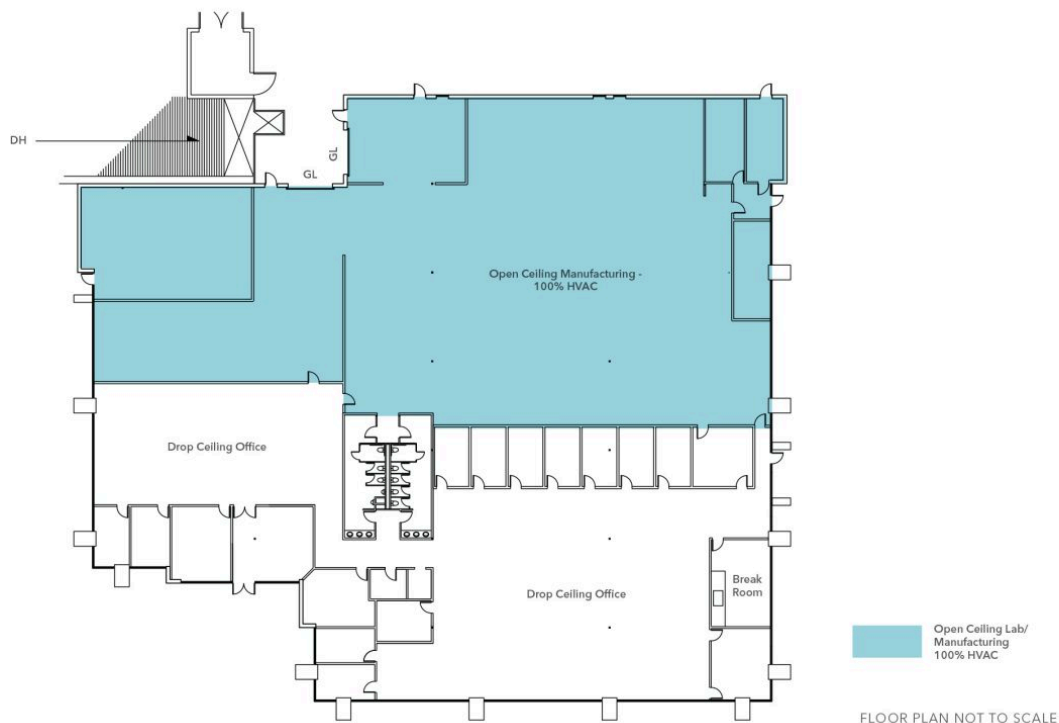 DH
GL
GL
Open Ceiling Manufacturing -
100% HVAC
Drop Ceiling Office
Drop Ceiling Office
Break
Room
Open Ceiling Lab/
Manufacturing
100% HVAC
FLOOR PLAN NOT TO SCALE